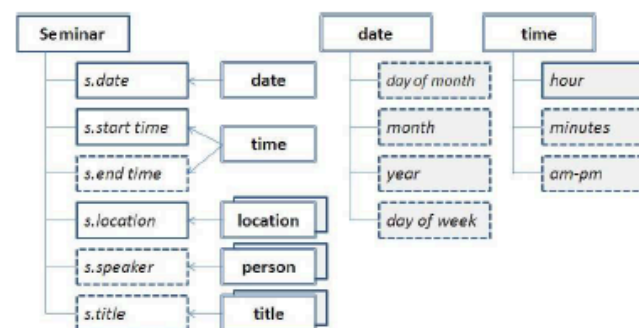 Seminar
s.date
s.start time
s.end time
s.location
s.speaker
s.title
date
time
location
person
title
date
day of month
month
year
day of week
time
hour
minutes
am-pm